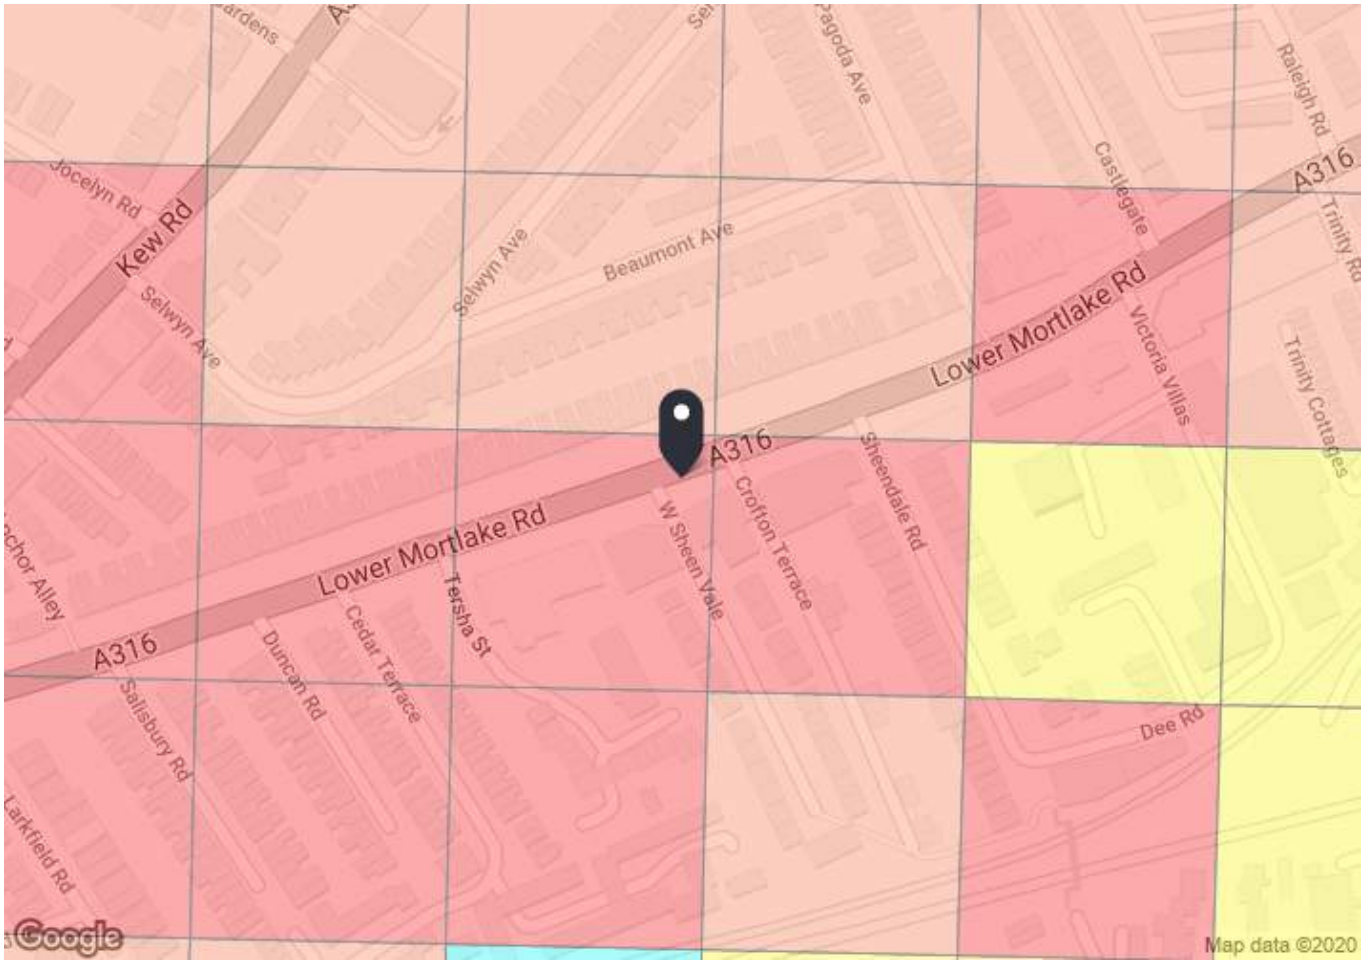 ardens
Pagoda Ave
Raleigh Rd
Jocelyn Rd
Castlegate
A316
Kew Rd
Trinity Rd
Selwyn Ave
Beaumont Ave
Selwyn Ave
Lower Mortlake Rd
Victoria Villas
Trinity Cottages
A316
Sheendale Rd
Crofton Terrace
W Sheen Vale
Lower Mortlake Rd
Tersha St
Cedar Terrace
Duncan Rd
A316
chor Alley
Salisbury Rd
Dee Rd
Larkfield Rd
Google
Map data ©2020